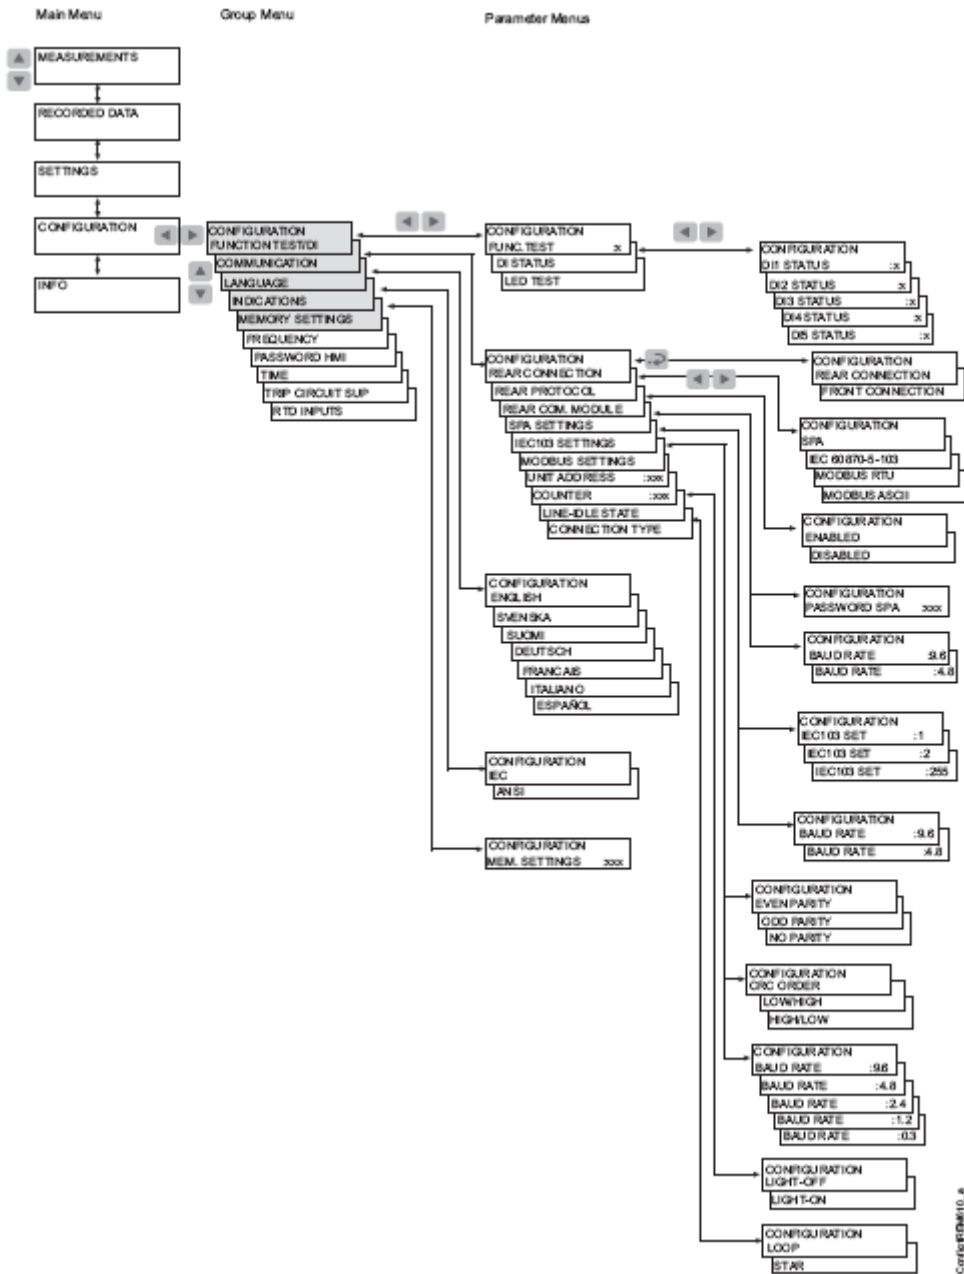 Main Menu
Group Menu
Parameter Menus
MEASUREMENTS
RECORDED DATA
SETTINGS
CONFIGURATION
INFO
CONFIGURATION
FUNCTION TEST/DI
COMMUNICATION
LANGUAGE
INDICATIONS
MEMORY SETTINGS
FREQUENCY
PASSWORD HMI
TIME
TRIP CIRCUIT SUP
RTD INPUTS
CONFIGURATION
FUNC.TEST x
DI STATUS
LED TEST
CONFIGURATION
DI1 STATUS :x
DI2 STATUS x
DI3 STATUS :x
DI4 STATUS x
DI5 STATUS :x
CONFIGURATION
REAR CONNECTION
REAR PROTOCOL
REAR COM. MODULE
SPA SETTINGS
IEC103 SETTINGS
MODBUS SETTINGS
UNIT ADDRESS :xxx
COUNTER :xxx
LINE-IDLE STATE
CONNECTION TYPE
CONFIGURATION
REAR CONNECTION
FRONT CONNECTION
CONFIGURATION
SPA
IEC 60870-5-103
MODBUS RTU
MODBUS ASCII
CONFIGURATION
ENABLED
DISABLED
CONFIGURATION
PASSWORD SPA xxx
CONFIGURATION
BAUD RATE :9.6
BAUD RATE :4.8
CONFIGURATION
ENGLISH
SVENSKA
SUOMI
DEUTSCH
FRANCAIS
ITALIANO
ESPAÑOL
CONFIGURATION
IEC103 SET :1
IEC103 SET :2
IEC103 SET :255
CONFIGURATION
IEC
ANSI
CONFIGURATION
BAUD RATE :9.6
BAUD RATE :4.8
CONFIGURATION
MEM. SETTINGS xxx
CONFIGURATION
EVEN PARITY
ODD PARITY
NO PARITY
CONFIGURATION
CRC ORDER
LOW/HIGH
HIGH/LOW
CONFIGURATION
BAUD RATE :9.6
BAUD RATE :4.8
BAUD RATE :2.4
BAUD RATE :1.2
BAUD RATE :0.3
CONFIGURATION
LIGHT-OFF
LIGHT-ON
CONFIGURATION
LOOP
STAR